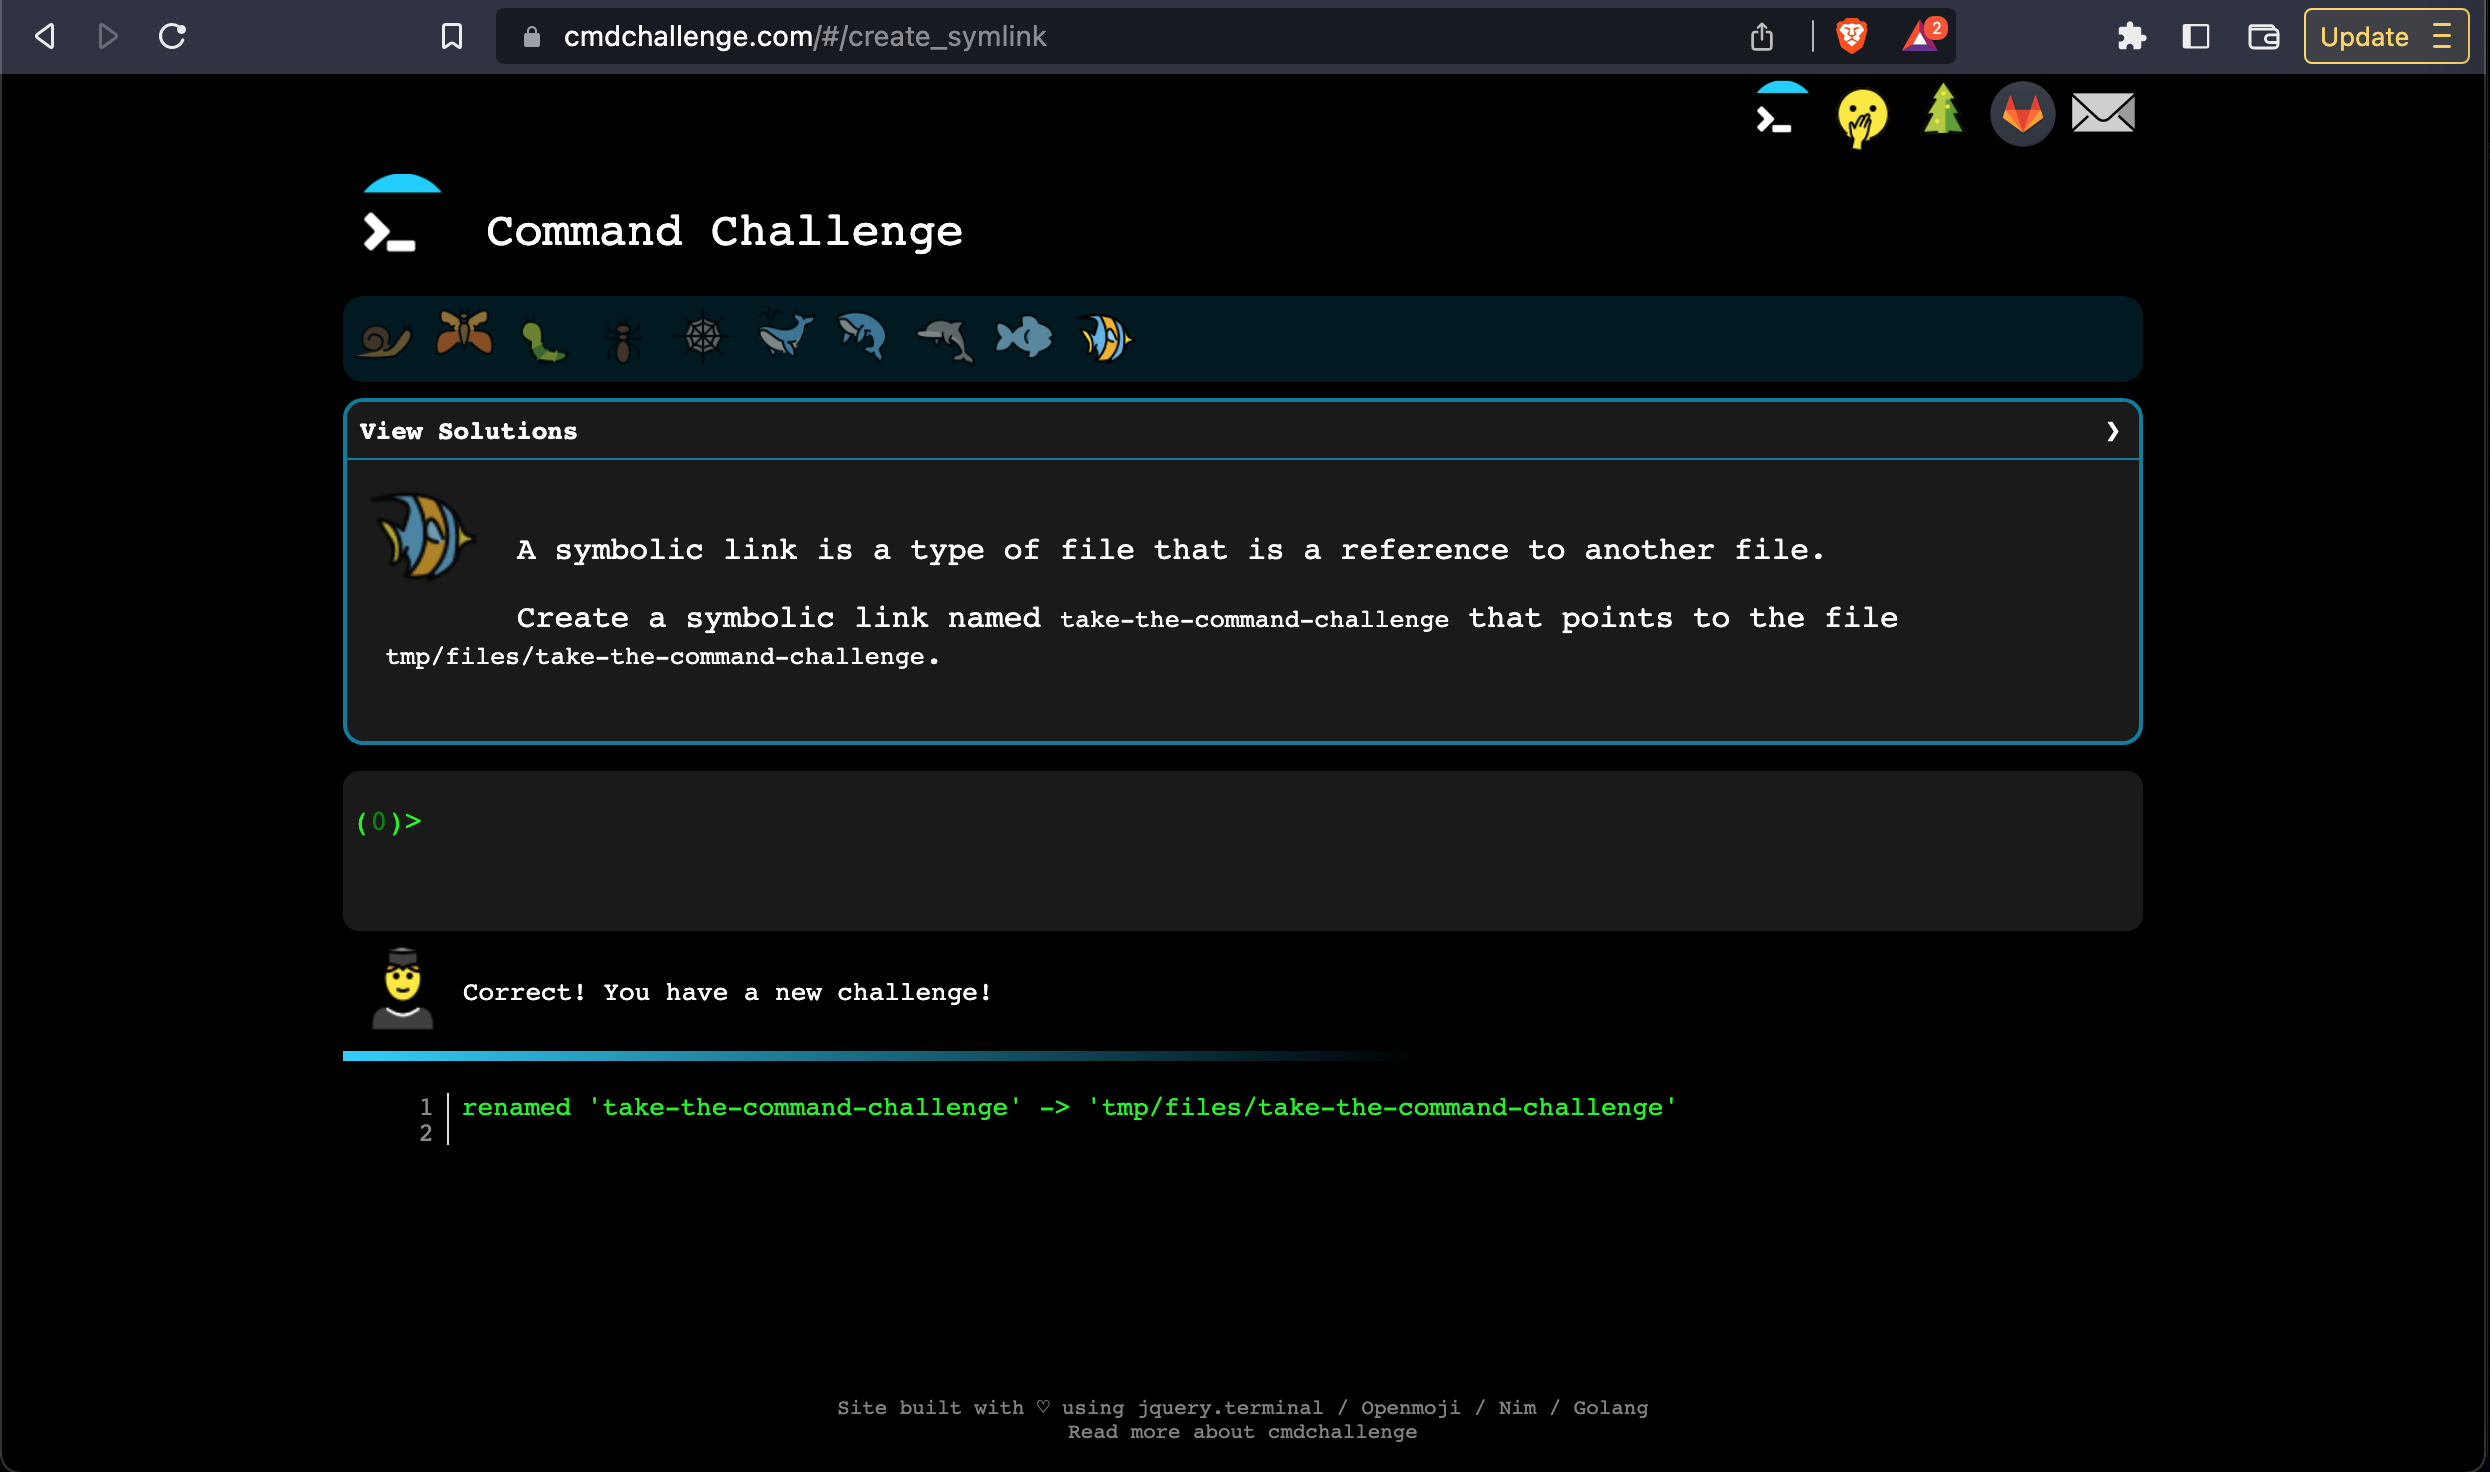 cmdchallenge.com/#/create_symlink
2
Update
Command Challenge
View Solutions
A symbolic link is a type of file that is a reference to another file.
Create a symbolic link named take-the-command-challenge that points to the file
tmp/files/take-the-command-challenge.
(0)>
Correct! You have a new challenge!
1 renamed 'take-the-command-challenge' -> 'tmp/files/take-the-command-challenge'
2
Site built with ♡ using jquery.terminal / Openmoji / Nim / Golang
Read more about cmdchallenge